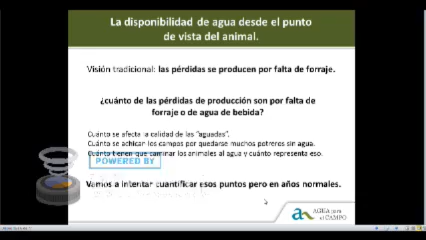 La disponibilidad de agua desde el punto
de vista del animal.
Visión tradicional: las pérdidas se producen por falta de forraje.
¿cuánto de las pérdidas de producción son por falta de
forraje o de agua de bebida?
Cuánto se afecta la calidad de las “aguadas”.
Cuánto se achican los campos por quedarse muchos potreros sin agua.
Cuánto tienen que caminar los animales al agua y cuánto representa eso.
POWERED BY
Vamos a intentar cuantificar esos puntos pero en años normales.
AGUA para
el CAMPO